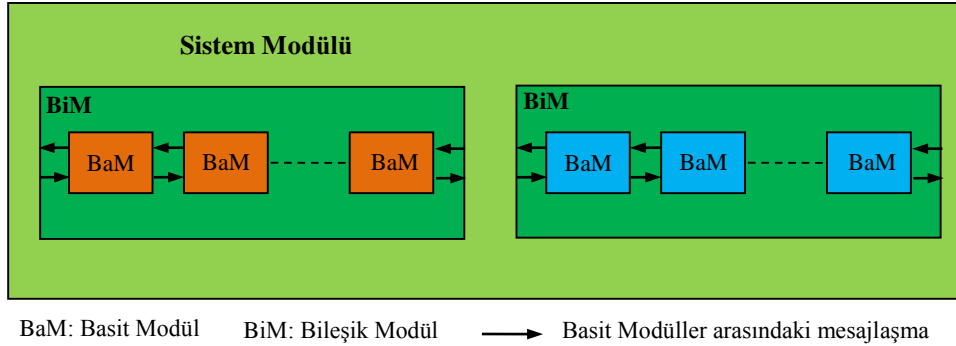 Sistem Modülü
BiM
BaM BaM BaM
BiM
BaM BaM BaM
BaM: Basit Modül BiM: Bileşik Modül Basit Modüller arasındaki mesajlaşma